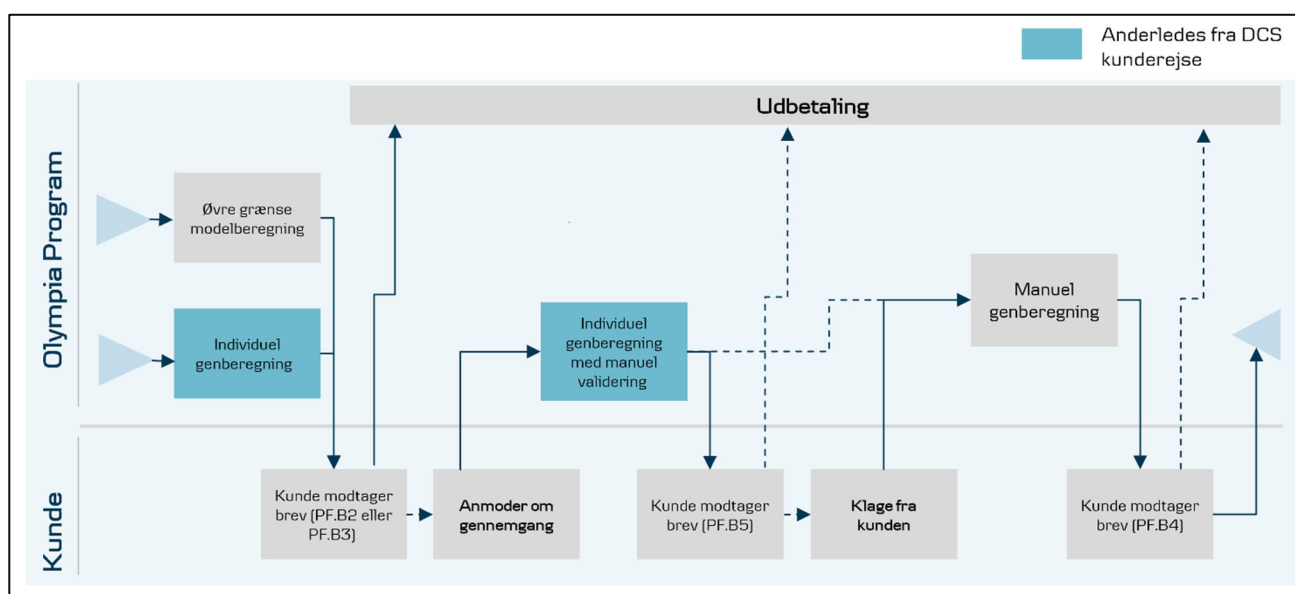 Anderledes fra DCS
kunderejse
Udbetaling
Olympia Program
Øvre grænse
modelberegning
Individuel
genberegning
Individuel
genberegning
med manuel
validering
Manuel
genberegning
Kunde
Kunde modtager
brev (PF.B2 eller
PF.B3)
Anmoder om
gennemgang
Kunde modtager
brev (PF.B5)
Klage fra
kunden
Kunde modtager
brev (PF.B4)